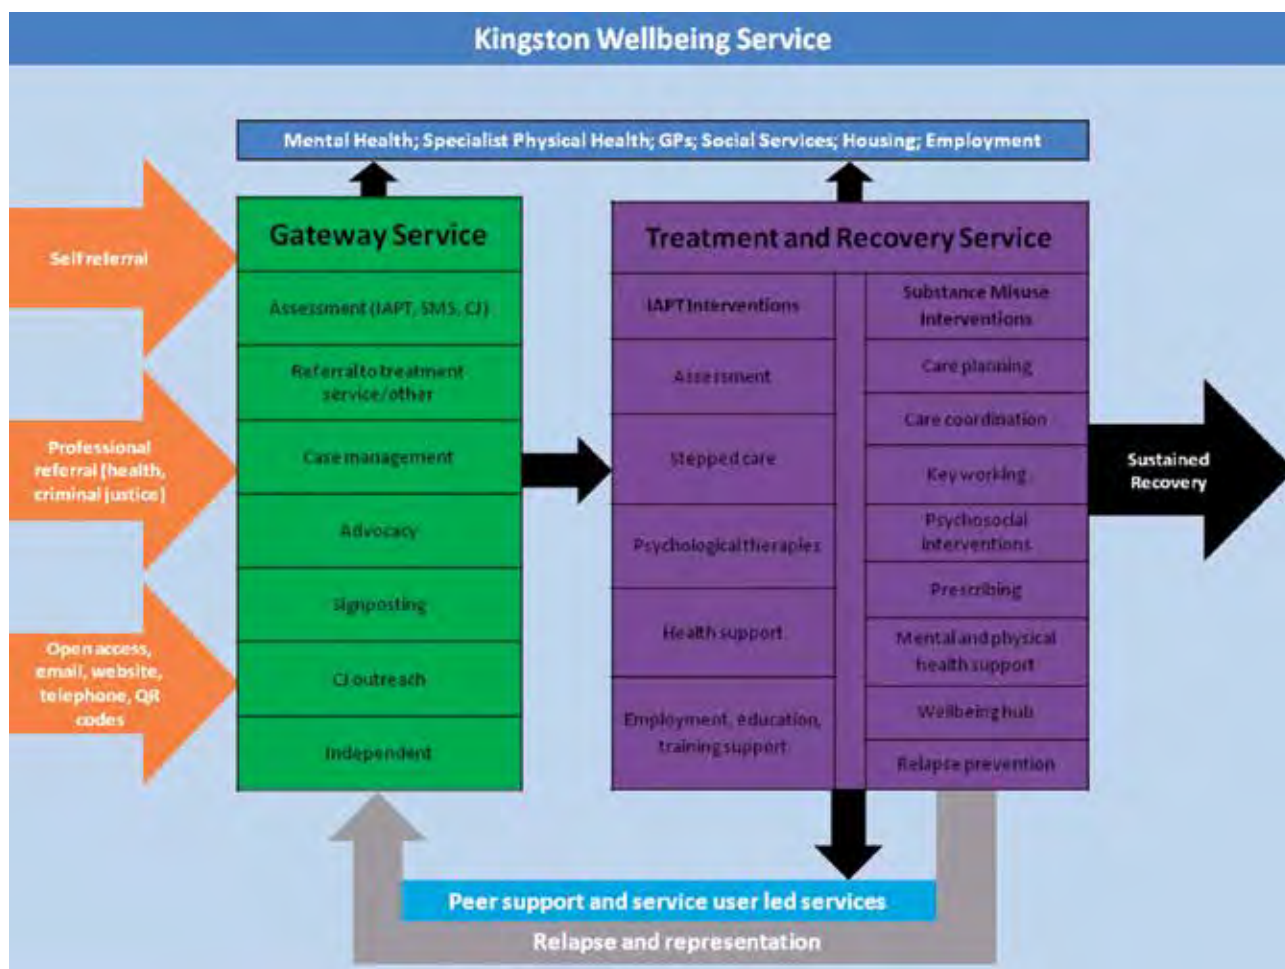 Kingston Wellbeing Service
Mental Health; Specialist Physical Health; GPs; Social Services; Housing; Employment
Self referral
Professional
referral (health,
criminal justice)
Open access,
email, website,
telephone, QR
codes
Gateway Service
Assessment (IAPT, SMS, CJ)
Referral to treatment
service/other
Case management
Advocacy
Signposting
CJ outreach
Independent
Treatment and Recovery Service
IAPT Interventions
Assessment
Stepped care
Psychological therapies
Health support
Employment, education,
training support
Substance Misuse
Interventions
Care planning
Care coordination
Key working
Psychosocial
interventions
Prescribing
Mental and physical
health support
Wellbeing hub
Relapse prevention
Sustained
Recovery
Peer support and service user led services
Relapse and representation